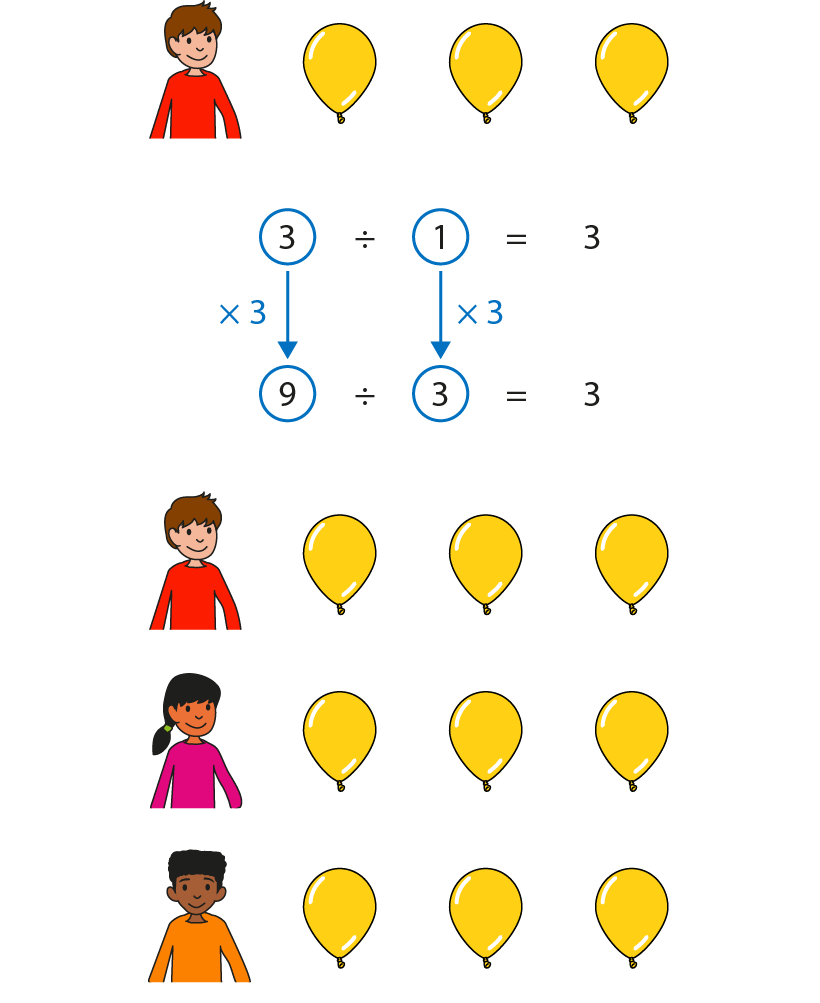 3 ÷ 1 = 3
× 3 × 3
9 ÷ 3 = 3